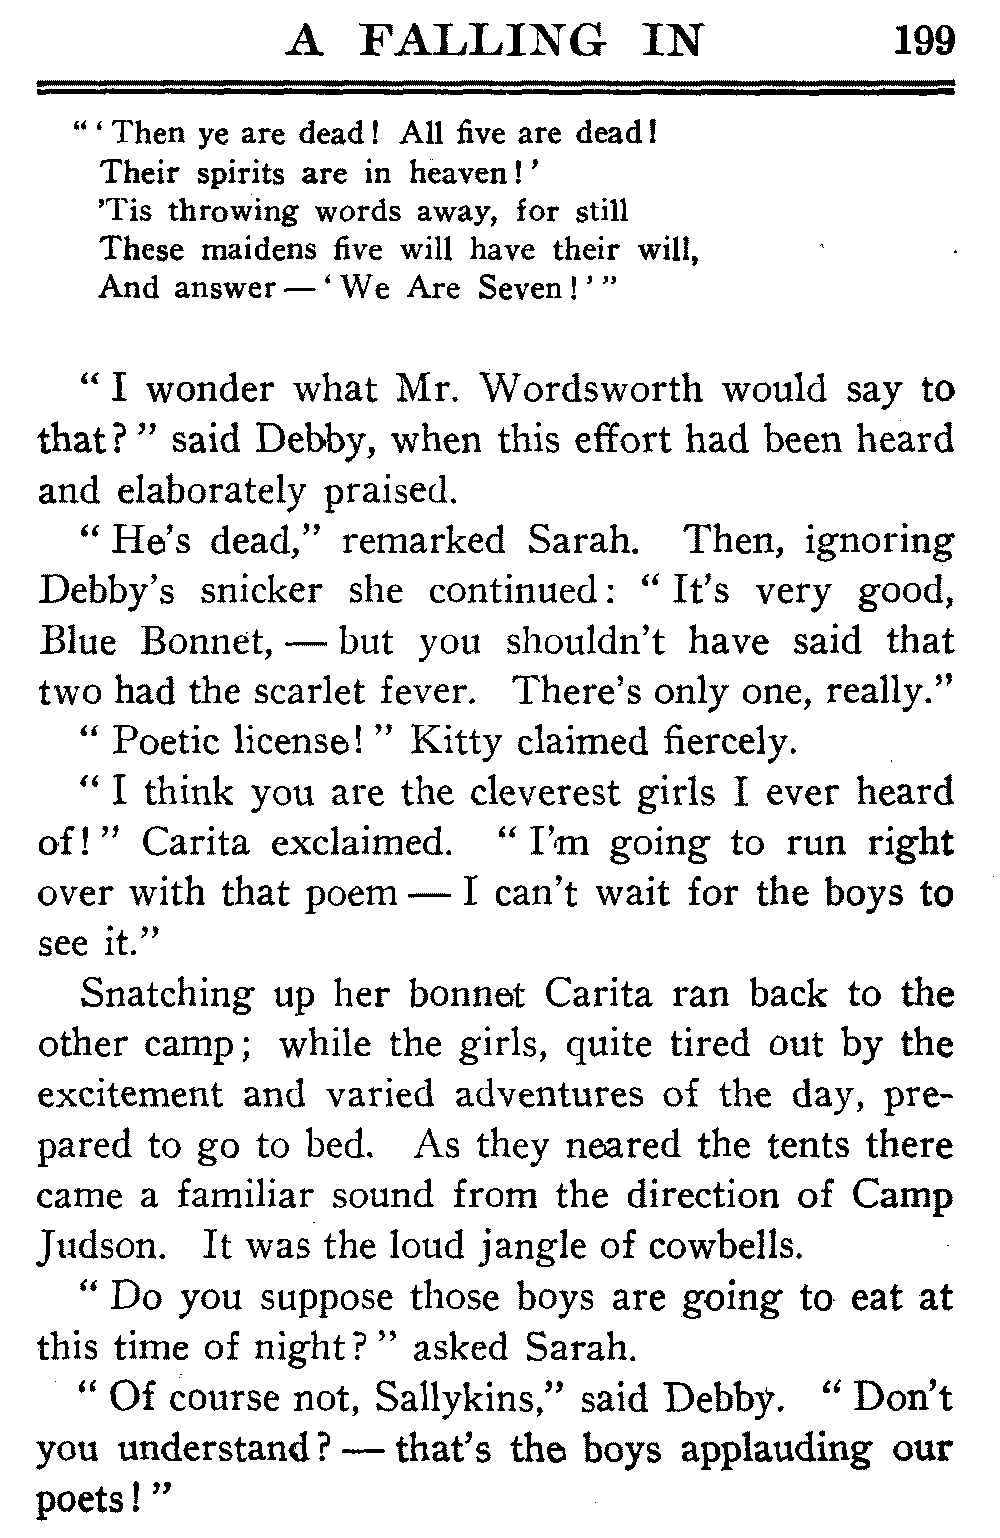 A FALLING IN 199
"'Then ye are dead! All five are dead!
Their spirits are in heaven!'
'Tis throwing words away, for still
These maidens five will have their will,
And answer — 'We Are Seven!'"
"I wonder what Mr. Wordsworth would say to
that?" said Debby, when this effort had been heard
and elaborately praised.
"He's dead," remarked Sarah. Then, ignoring
Debby's snicker she continued: "It's very good,
Blue Bonnet, — but you shouldn't have said that
two had the scarlet fever. There's only one, really."
"Poetic license!" Kitty claimed fiercely.
"I think you are the cleverest girls I ever heard
of!" Carita exclaimed. "I'm going to run right
over with that poem — I can't wait for the boys to
see it."
Snatching up her bonnet Carita ran back to the
other camp; while the girls, quite tired out by the
excitement and varied adventures of the day, pre-
pared to go to bed. As they neared the tents there
came a familiar sound from the direction of Camp
Judson. It was the loud jangle of cowbells.
"Do you suppose those boys are going to eat at
this time of night?" asked Sarah.
"Of course not, Sallykins," said Debby. "Don't
you understand? — that's the boys applauding our
poets!"